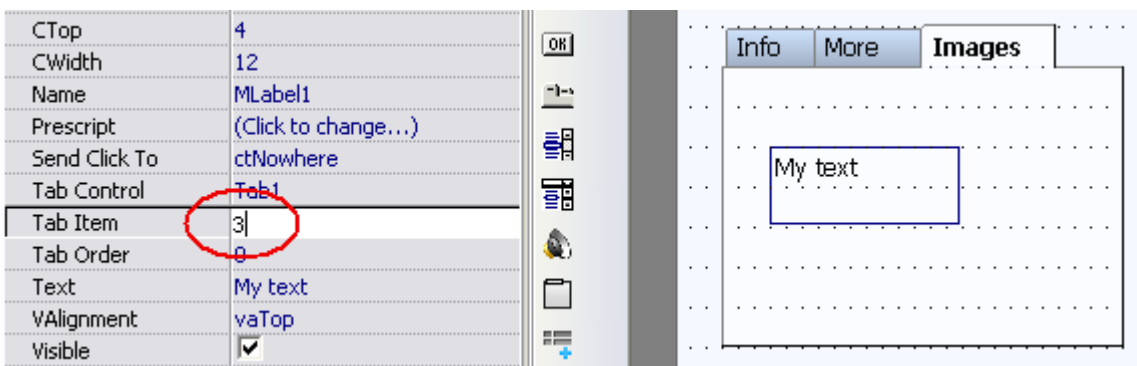 CTop 4
CWidth 12
Name MLabel1
Prescript (Click to change...)
Send Click To ctNowhere
Tab Control Tab1
Tab Item 3
Tab Order 0
Text My text
VAlignment vaTop
Visible
OK
Info More Images
My text